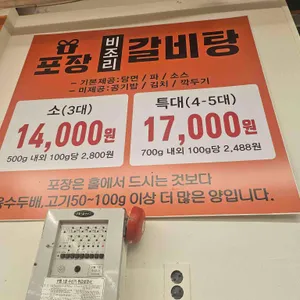 포장
비조리
갈비탕
- 기본제공:당면 / 파 / 소스
- 미제공:공기밥 / 김치 / 깍두기
소(3대)
14,000원
500g 내외 100g당 2,800원
특대(4-5대)
17,000원
700g 내외 100g당 2,488원
포장은 홀에서 드시는 것보다
육수두배,고기50~100g 이상 더 많은 양입니다.